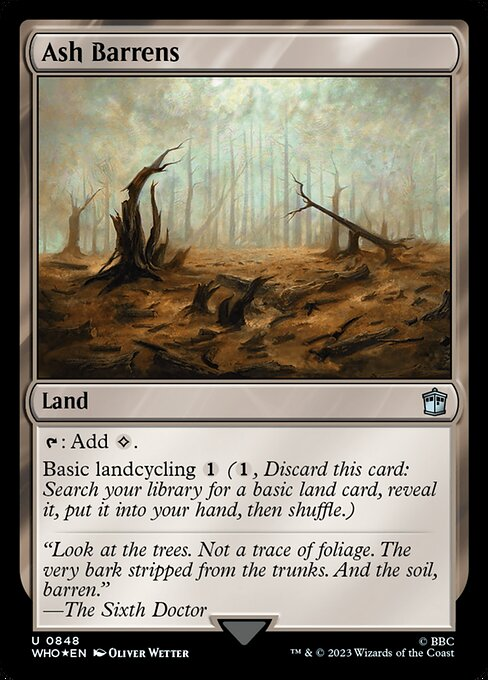 Ash Barrens
Land
: Add .
Basic landcycling 1 (1, Discard this card:
Search your library for a basic land card, reveal
it, put it into your hand, then shuffle.)
“Look at the trees. Not a trace of foliage. The
very bark stripped from the trunks. And the soil,
barren.”
—The Sixth Doctor
U 0848
WHO★EN Oliver Wetter
© BBC
™ & © 2023 Wizards of the Coast